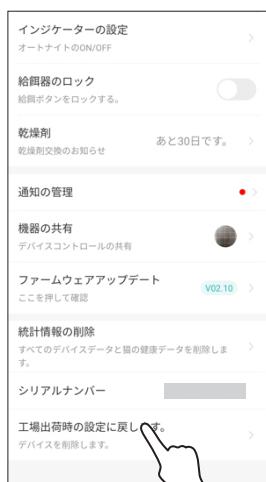 インジケーターの設定
オートナイトのON/OFF
給餌器のロック
給餌ボタンをロックする。
乾燥剤
あと30日です。
乾燥剤交換のお知らせ
通知の管理
機器の共有
デバイスコントロールの共有
ファームウェアアップデート
V02.10
ここを押して確認
統計情報の削除
すべてのデバイスデータと猫の健康データを削除しま
す。
シリアルナンバー
工場出荷時の設定に戻します。
デバイスを削除します。